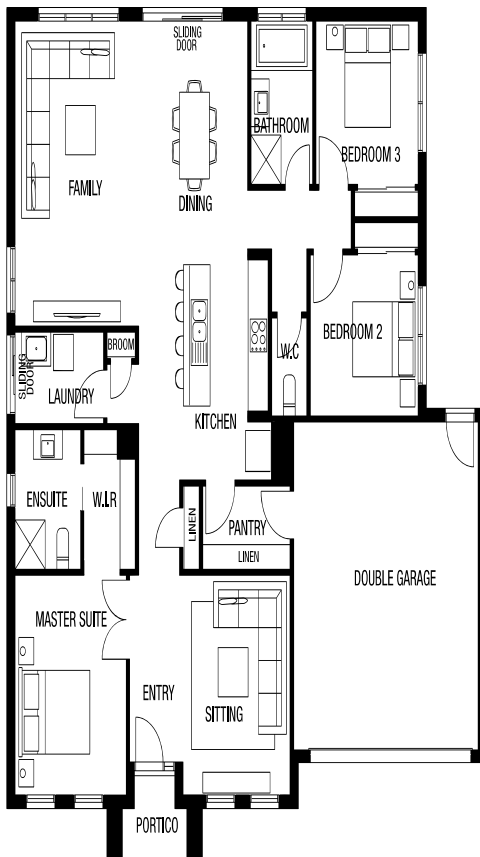 SLIDING
DOOR
BATHROOM
BEDROOM 3
FAMILY
DINING
BEDROOM 2
W.C
BROOM
SLIDING
DOOR
LAUNDRY
KITCHEN
ENSUITE
W.I.R
LINEN
PANTRY
LINEN
DOUBLE GARAGE
MASTER SUITE
ENTRY
SITTING
PORTICO